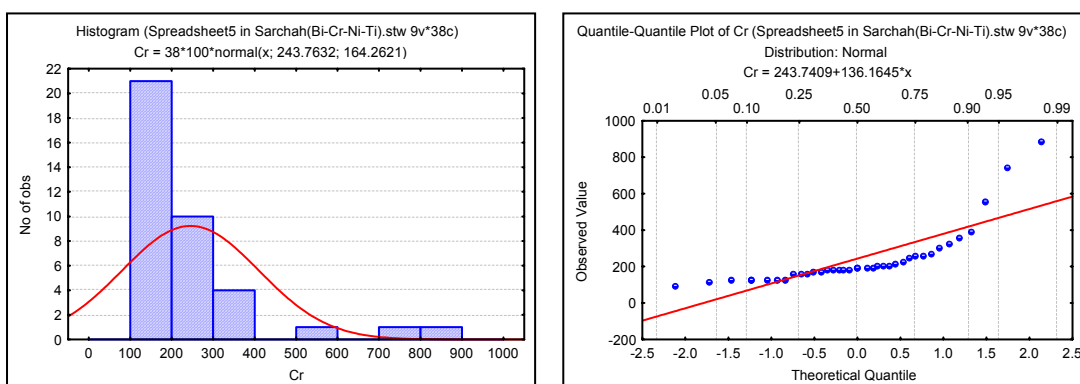 Histogram (Spreadsheet5 in Sarchah(Bi-Cr-Ni-Ti).stw 9v*38c)
Cr = 38*100*normal(x; 243.7632; 164.2621)
22
20
18
16
14
12
10
8
6
4
2
0
No of obs
0 100 200 300 400 500 600 700 800 900 1000
Cr
Quantile-Quantile Plot of Cr (Spreadsheet5 in Sarchah(Bi-Cr-Ni-Ti).stw 9v*38c)
Distribution: Normal
Cr = 243.7409+136.1645*x
0.01 0.05 0.10 0.25 0.50 0.75 0.90 0.95 0.99
1000
800
600
400
200
0
-200
Observed Value
-2.5 -2.0 -1.5 -1.0 -0.5 0.0 0.5 1.0 1.5 2.0 2.5
Theoretical Quantile